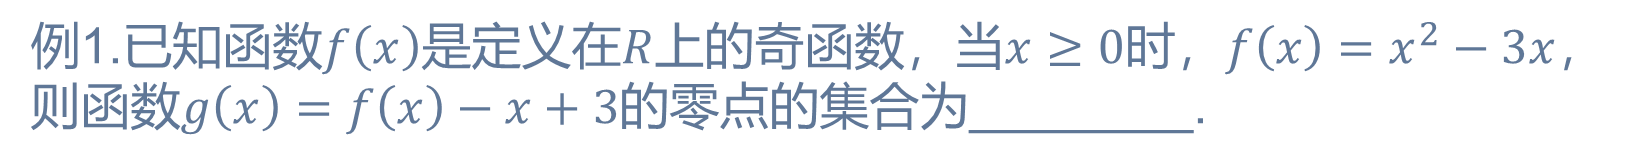 例1.已知函数f(x)是定义在R上的奇函数，当x ≥ 0时，f(x) = x² − 3x，
则函数g(x) = f(x) − x + 3的零点的集合为__________.